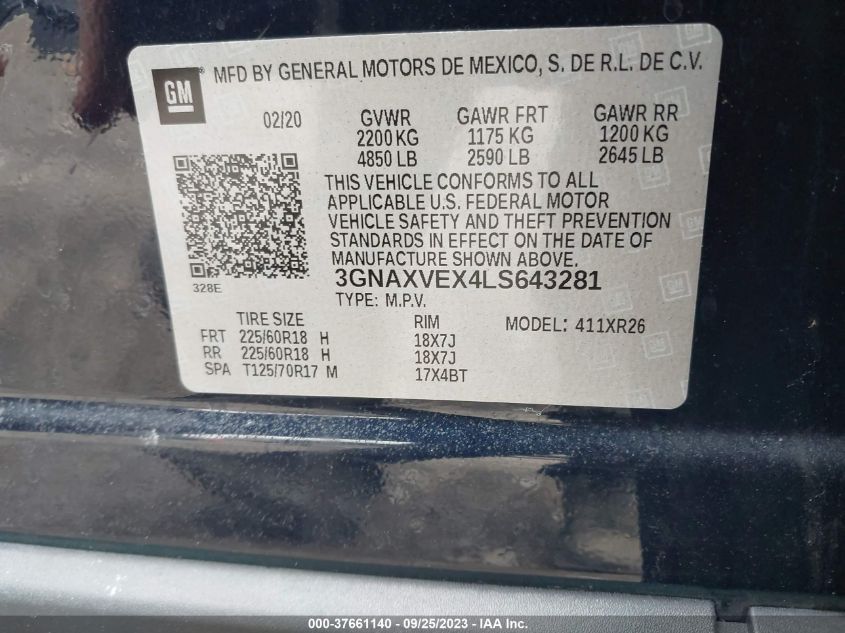 GM ® MFD BY GENERAL MOTORS DE MEXICO, S. DE R.L. DE C.V.
02/20 GVWR GAWR FRT GAWR RR
2200 KG 1175 KG 1200 KG
4850 LB 2590 LB 2645 LB
THIS VEHICLE CONFORMS TO ALL
APPLICABLE U.S. FEDERAL MOTOR
VEHICLE SAFETY AND THEFT PREVENTION
STANDARDS IN EFFECT ON THE DATE OF
MANUFACTURE SHOWN ABOVE.
328E 3GNAXVEX4LS643281
TYPE: M.P.V.
TIRE SIZE RIM MODEL: 411XR26
FRT 225/60R18 H 18X7J
RR 225/60R18 H 18X7J
SPA T125/70R17 M 17X4BT
000-37661140 - 09/25/2023 - IAA Inc.